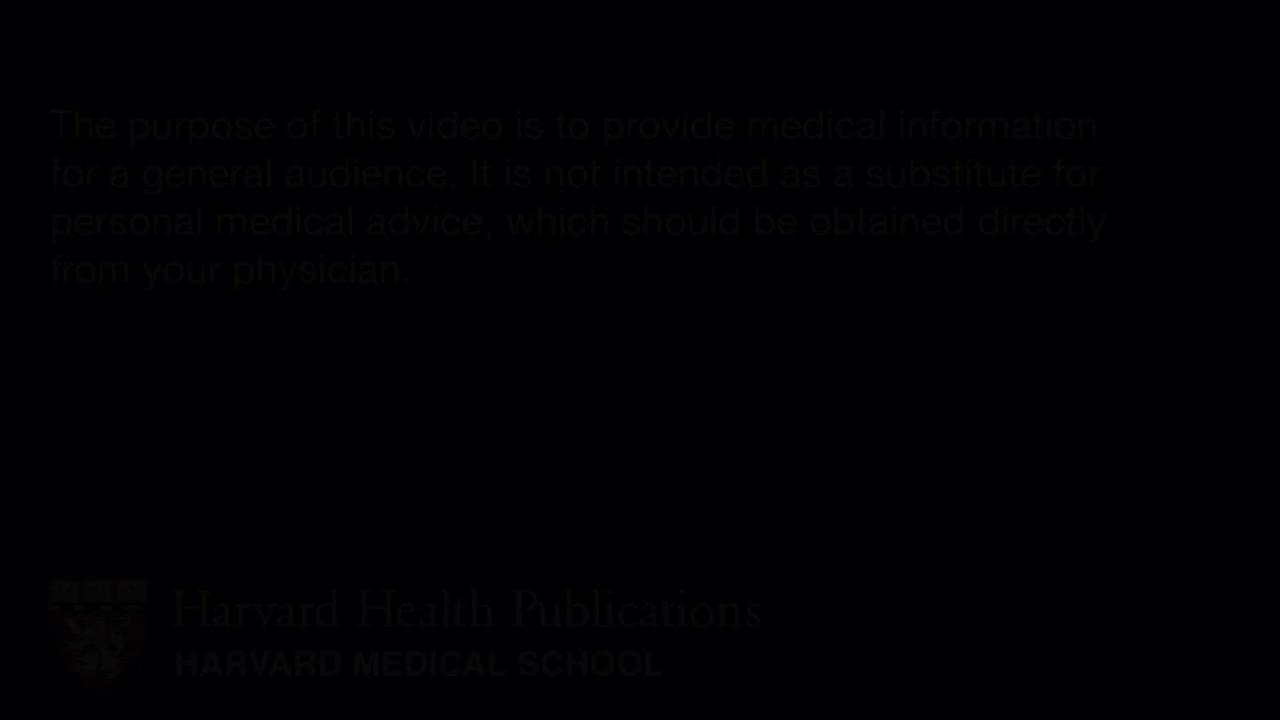 The purpose of this video is to provide medical information
for a general audience. It is not intended as a substitute for
personal medical advice, which should be obtained directly
from your physician.
Harvard Health Publications
HARVARD MEDICAL SCHOOL